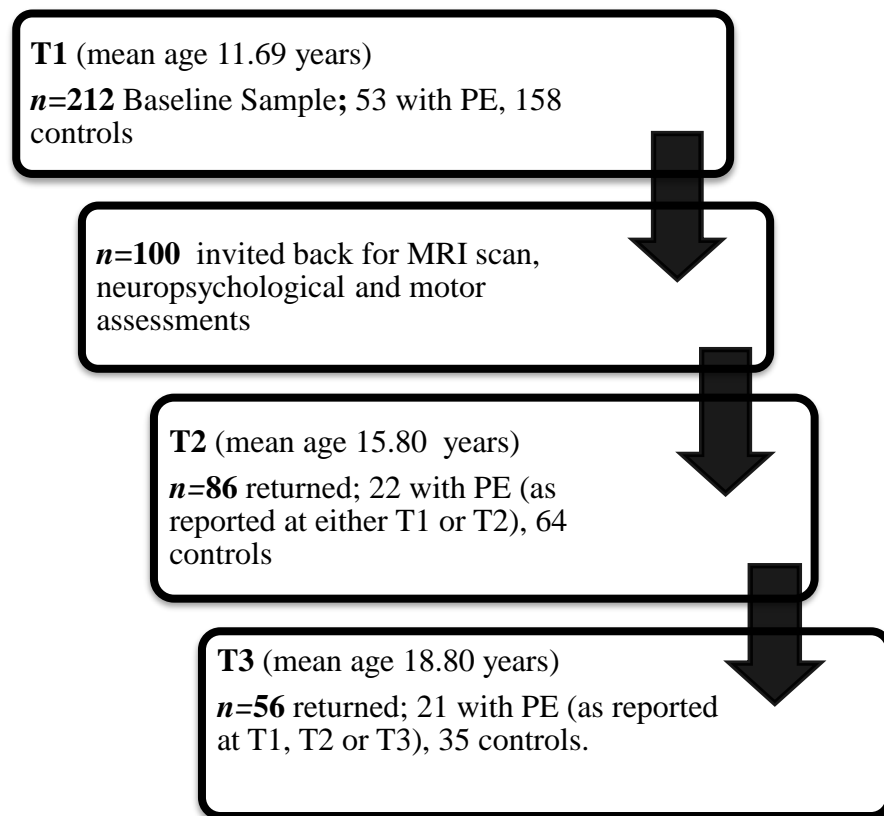 T1 (mean age 11.69 years)
n=212 Baseline Sample; 53 with PE, 158
controls
n=100 invited back for MRI scan,
neuropsychological and motor
assessments
T2 (mean age 15.80 years)
n=86 returned; 22 with PE (as
reported at either T1 or T2), 64
controls
T3 (mean age 18.80 years)
n=56 returned; 21 with PE (as reported
at T1, T2 or T3), 35 controls.